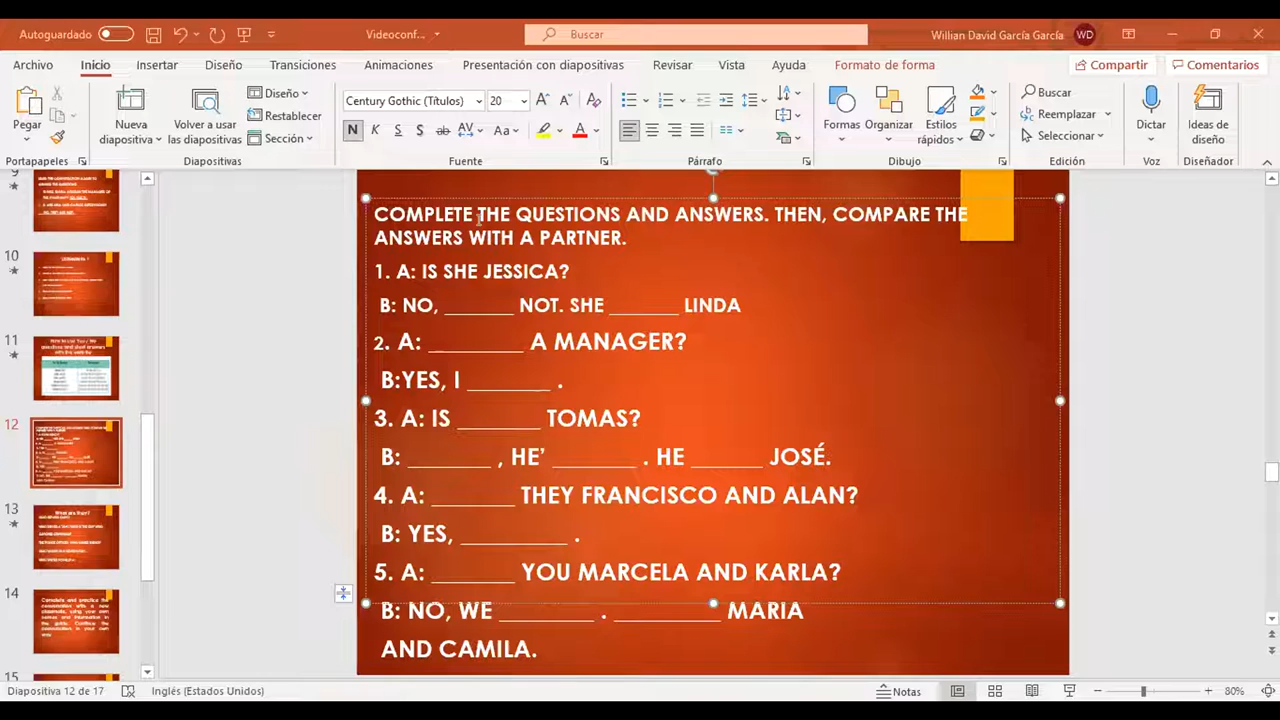 Autoguardado
Videoconf...
Buscar
Willian David García García
WD
Archivo Inicio Insertar Diseño Transiciones Animaciones Presentación con diapositivas Revisar Vista Ayuda Formato de forma Compartir Comentarios
Pegar
Nueva diapositiva
Volver a usar las diapositivas
Diseño
Restablecer
Sección
Century Gothic (Títulos) 20
N K S S ab AV Aa A
Formas
Organizar
Estilos rápidos
Buscar
Reemplazar
Seleccionar
Dictar
Ideas de diseño
Portapapeles Diapositivas Fuente Párrafo Dibujo Edición Voz Diseñador
9
10
11
12
13
14
15
COMPLETE THE QUESTIONS AND ANSWERS. THEN, COMPARE THE
ANSWERS WITH A PARTNER.
1. A: IS SHE JESSICA?
B: NO, _______ NOT. SHE _______ LINDA
2. A: _________ A MANAGER?
B:YES, I ________ .
3. A: IS ________ TOMAS?
B: ________ , HE’ ________ . HE _______ JOSÉ.
4. A: ________ THEY FRANCISCO AND ALAN?
B: YES, __________ .
5. A: ________ YOU MARCELA AND KARLA?
B: NO, WE _________ . __________ MARIA
AND CAMILA.
Diapositiva 12 de 17
Inglés (Estados Unidos)
Notas
80%